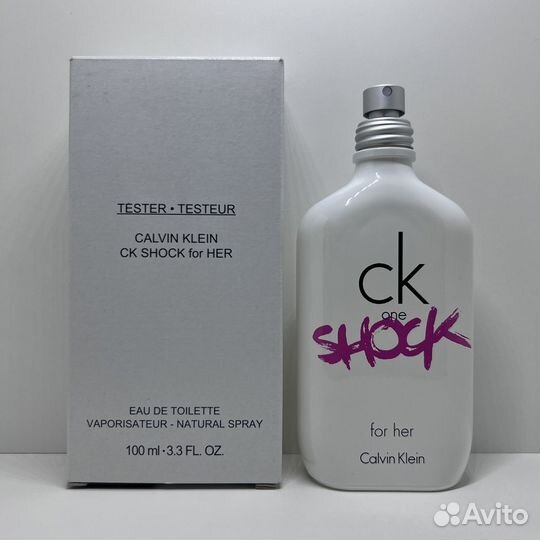 TESTER • TESTEUR
CALVIN KLEIN
CK SHOCK for HER
EAU DE TOILETTE
VAPORISATEUR - NATURAL SPRAY
100 ml • 3.3 FL. OZ.
ck
one
SHOCK
for her
Calvin Klein
Avito